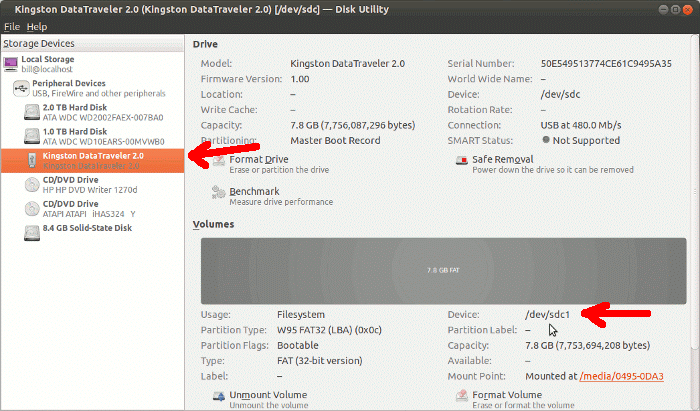 Kingston DataTraveler 2.0 (Kingston DataTraveler 2.0) [/dev/sdc] — Disk Utility
File Help
Storage Devices
Local Storage
bill@localhost
Peripheral Devices
USB, FireWire and other peripherals
2.0 TB Hard Disk
ATA WDC WD2002FAEX-007BA0
1.0 TB Hard Disk
ATA WDC WD10EARS-00MVWB0
Kingston DataTraveler 2.0
Kingston DataTraveler 2.0
CD/DVD Drive
HP HP DVD Writer 1270d
CD/DVD Drive
ATAPI ATAPI iHAS324 Y
8.4 GB Solid-State Disk
Drive
Model: Kingston DataTraveler 2.0 Serial Number: 50E549513774CE61C9495A35
Firmware Version: 1.00 World Wide Name: –
Location: – Device: /dev/sdc
Write Cache: – Rotation Rate: –
Capacity: 7.8 GB (7,756,087,296 bytes) Connection: USB at 480.0 Mb/s
Partitioning: Master Boot Record SMART Status: Not Supported
Format Drive Safe Removal
Erase or partition the drive Power down the drive so it can be removed
Benchmark
Measure drive performance
Volumes
7.8 GB FAT
Usage: Filesystem Device: /dev/sdc1
Partition Type: W95 FAT32 (LBA) (0x0c) Partition Label: –
Partition Flags: Bootable Capacity: 7.8 GB (7,753,694,208 bytes)
Type: FAT (32-bit version) Available: –
Label: – Mount Point: Mounted at /media/0495-0DA3
Unmount Volume Format Volume
Unmount the volume Erase or format the volume